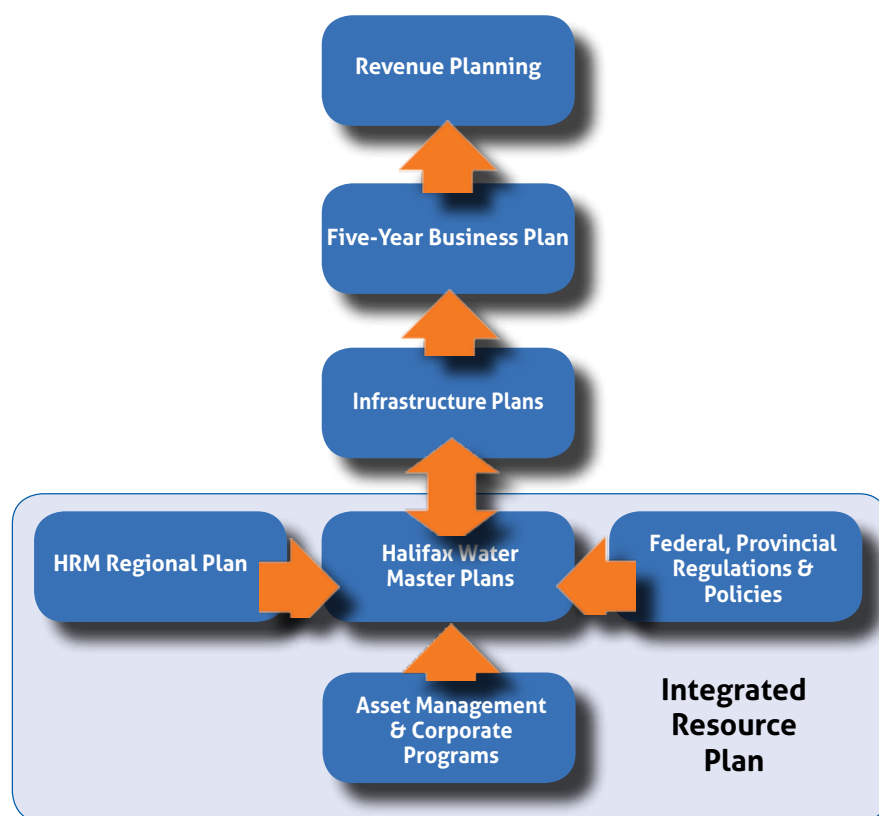 Revenue Planning
Five-Year Business Plan
Infrastructure Plans
HRM Regional Plan
Halifax Water
Master Plans
Federal, Provincial
Regulations &
Policies
Asset Management
& Corporate
Programs
Integrated
Resource
Plan